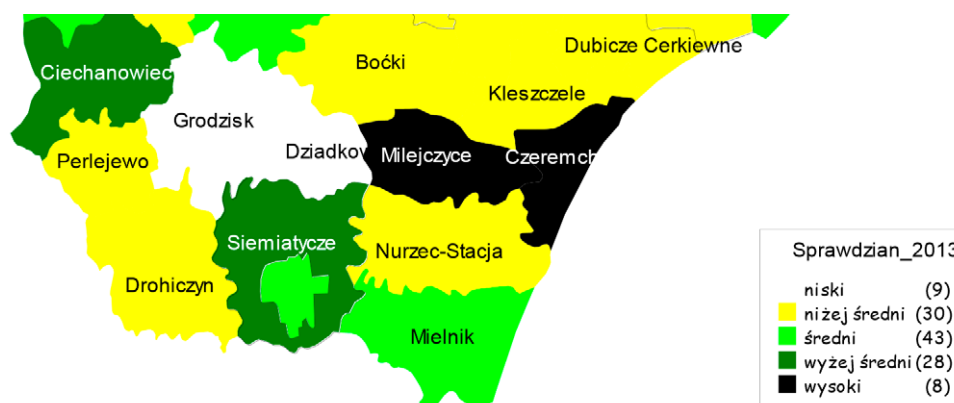 Dubicze Cerkiewne
Boćki
Ciechanowiec
Kleszczele
Grodzisk
Dziadkov
Milejczyce
Czeremch
Perlejewo
Siemiatycze
Nurzec-Stacja
Drohiczyn
Mielnik
Sprawdzian_2013
niski (9)
niżej średni (30)
średni (43)
wyżej średni (28)
wysoki (8)